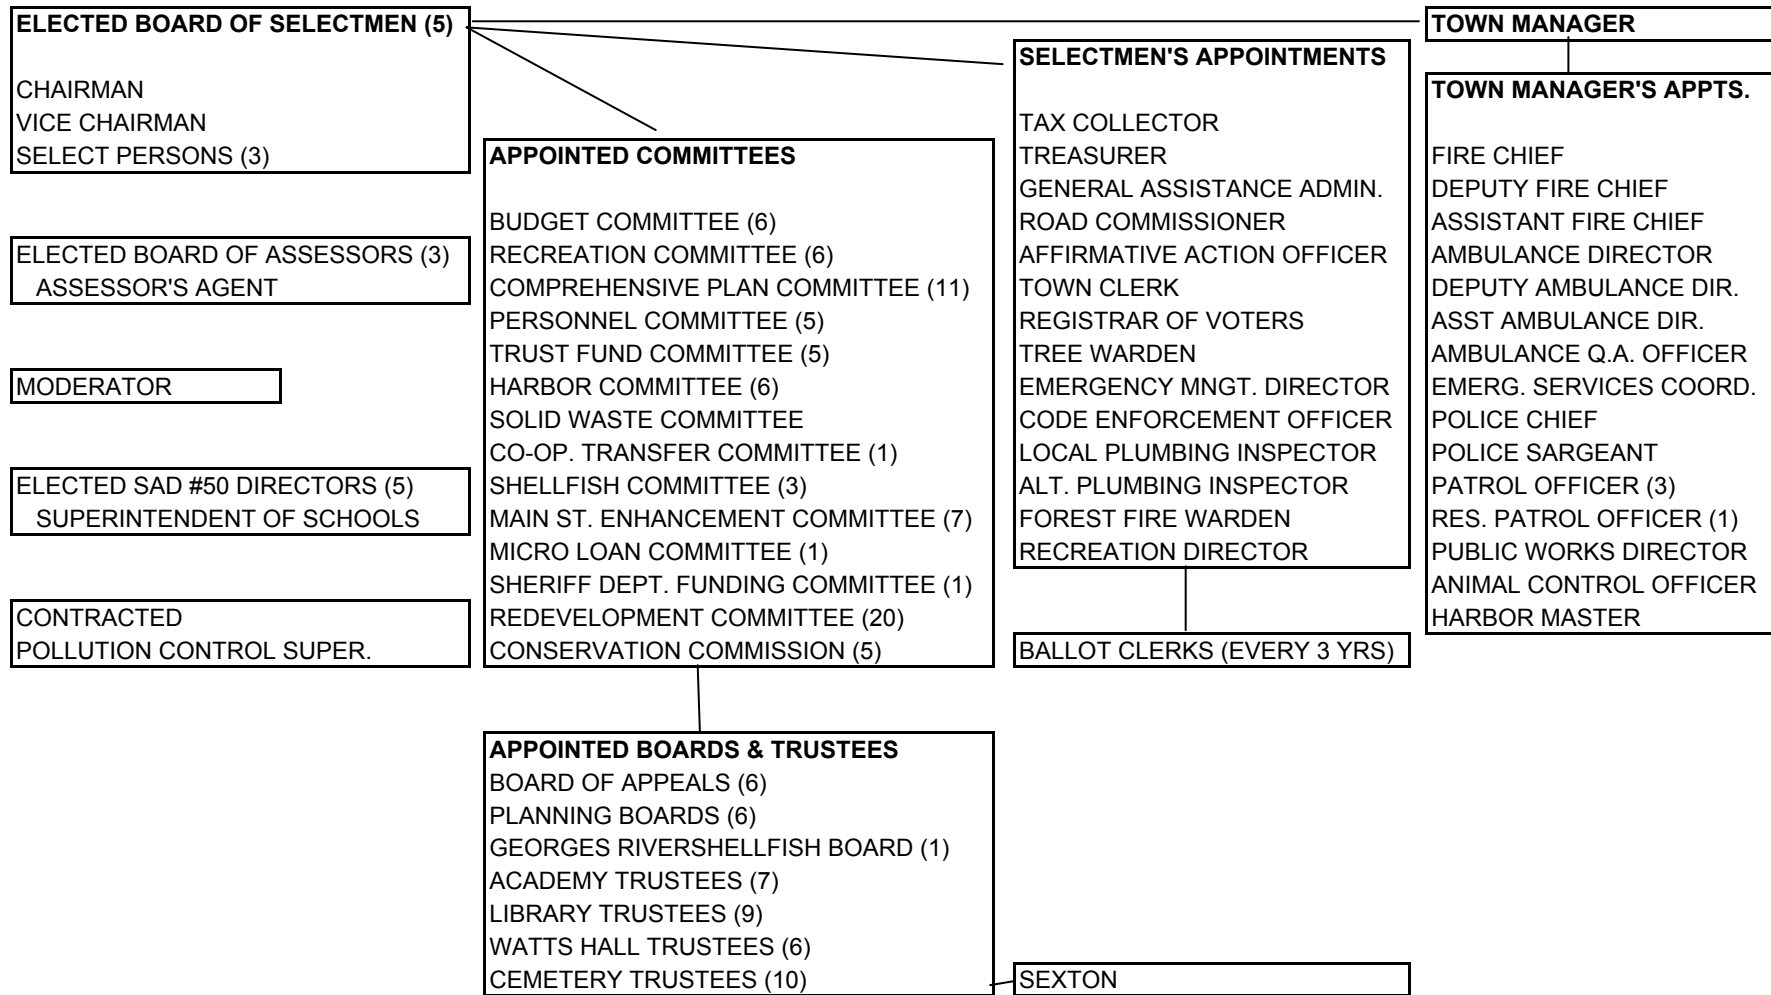 ELECTED BOARD OF SELECTMEN (5)
CHAIRMAN
VICE CHAIRMAN
SELECT PERSONS (3)
ELECTED BOARD OF ASSESSORS (3)
ASSESSOR'S AGENT
MODERATOR
ELECTED SAD #50 DIRECTORS (5)
SUPERINTENDENT OF SCHOOLS
CONTRACTED
POLLUTION CONTROL SUPER.
APPOINTED COMMITTEES
BUDGET COMMITTEE (6)
RECREATION COMMITTEE (6)
COMPREHENSIVE PLAN COMMITTEE (11)
PERSONNEL COMMITTEE (5)
TRUST FUND COMMITTEE (5)
HARBOR COMMITTEE (6)
SOLID WASTE COMMITTEE
CO-OP. TRANSFER COMMITTEE (1)
SHELLFISH COMMITTEE (3)
MAIN ST. ENHANCEMENT COMMITTEE (7)
MICRO LOAN COMMITTEE (1)
SHERIFF DEPT. FUNDING COMMITTEE (1)
REDEVELOPMENT COMMITTEE (20)
CONSERVATION COMMISSION (5)
APPOINTED BOARDS & TRUSTEES
BOARD OF APPEALS (6)
PLANNING BOARDS (6)
GEORGES RIVERSHELLFISH BOARD (1)
ACADEMY TRUSTEES (7)
LIBRARY TRUSTEES (9)
WATTS HALL TRUSTEES (6)
CEMETERY TRUSTEES (10)
SELECTMEN'S APPOINTMENTS
TAX COLLECTOR
TREASURER
GENERAL ASSISTANCE ADMIN.
ROAD COMMISSIONER
AFFIRMATIVE ACTION OFFICER
TOWN CLERK
REGISTRAR OF VOTERS
TREE WARDEN
EMERGENCY MNGT. DIRECTOR
CODE ENFORCEMENT OFFICER
LOCAL PLUMBING INSPECTOR
ALT. PLUMBING INSPECTOR
FOREST FIRE WARDEN
RECREATION DIRECTOR
BALLOT CLERKS (EVERY 3 YRS)
SEXTON
TOWN MANAGER
TOWN MANAGER'S APPTS.
FIRE CHIEF
DEPUTY FIRE CHIEF
ASSISTANT FIRE CHIEF
AMBULANCE DIRECTOR
DEPUTY AMBULANCE DIR.
ASST AMBULANCE DIR.
AMBULANCE Q.A. OFFICER
EMERG. SERVICES COORD.
POLICE CHIEF
POLICE SARGEANT
PATROL OFFICER (3)
RES. PATROL OFFICER (1)
PUBLIC WORKS DIRECTOR
ANIMAL CONTROL OFFICER
HARBOR MASTER